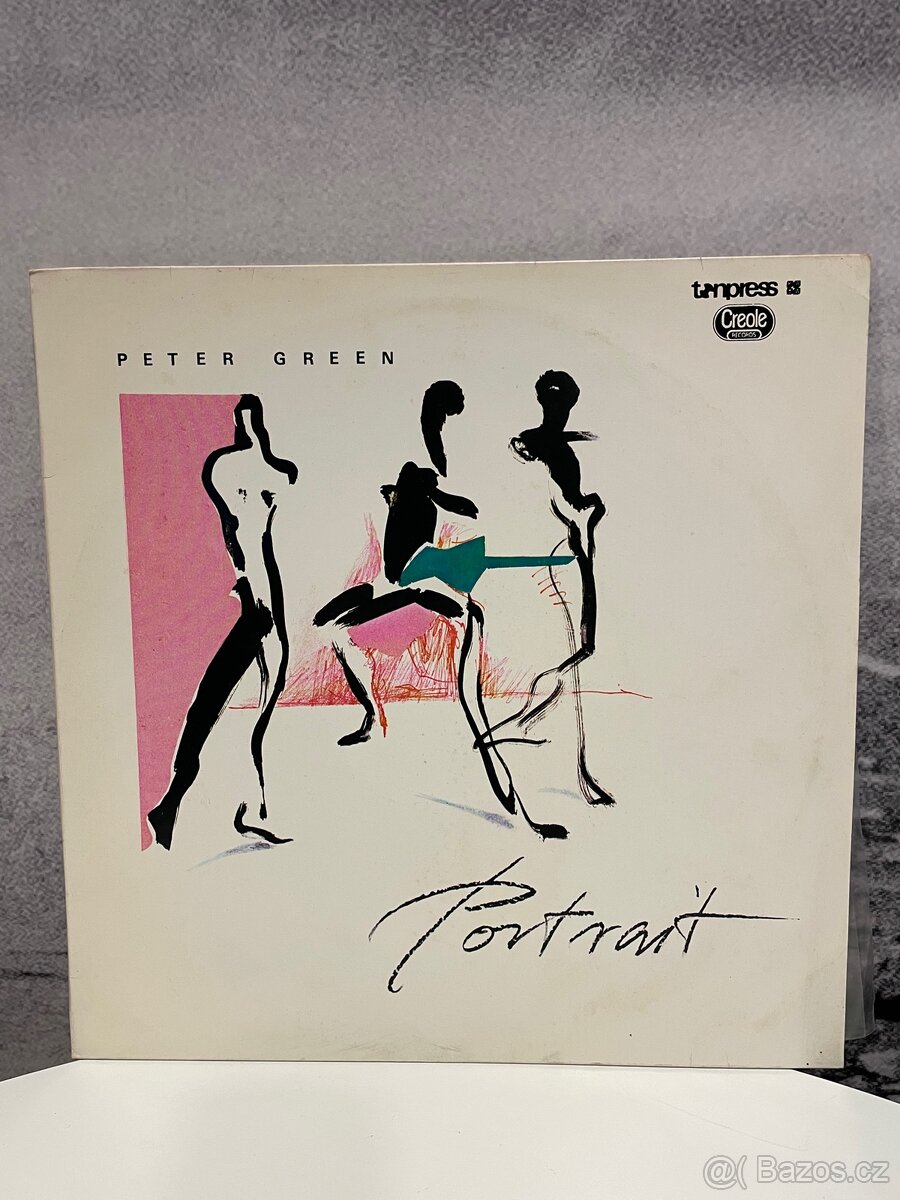 tonpress
Creole
RECORDS
PETER GREEN
Portrait
@( Bazos.cz